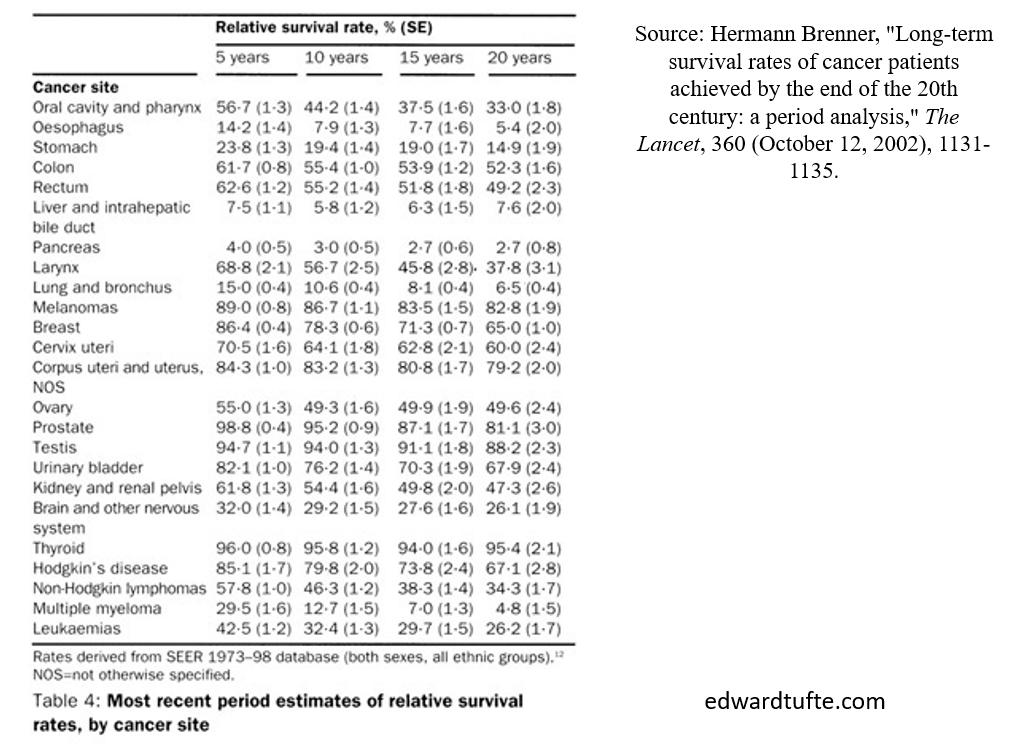 Relative survival rate, % (SE)
5 years 10 years 15 years 20 years
Cancer site
Oral cavity and pharynx 56·7 (1·3) 44·2 (1·4) 37·5 (1·6) 33·0 (1·8)
Oesophagus 14·2 (1·4) 7·9 (1·3) 7·7 (1·6) 5·4 (2·0)
Stomach 23·8 (1·3) 19·4 (1·4) 19·0 (1·7) 14·9 (1·9)
Colon 61·7 (0·8) 55·4 (1·0) 53·9 (1·2) 52·3 (1·6)
Rectum 62·6 (1·2) 55·2 (1·4) 51·8 (1·8) 49·2 (2·3)
Liver and intrahepatic 7·5 (1·1) 5·8 (1·2) 6·3 (1·5) 7·6 (2·0)
bile duct
Pancreas 4·0 (0·5) 3·0 (0·5) 2·7 (0·6) 2·7 (0·8)
Larynx 68·8 (2·1) 56·7 (2·5) 45·8 (2·8)· 37·8 (3·1)
Lung and bronchus 15·0 (0·4) 10·6 (0·4) 8·1 (0·4) 6·5 (0·4)
Melanomas 89·0 (0·8) 86·7 (1·1) 83·5 (1·5) 82·8 (1·9)
Breast 86·4 (0·4) 78·3 (0·6) 71·3 (0·7) 65·0 (1·0)
Cervix uteri 70·5 (1·6) 64·1 (1·8) 62·8 (2·1) 60·0 (2·4)
Corpus uteri and uterus, 84·3 (1·0) 83·2 (1·3) 80·8 (1·7) 79·2 (2·0)
NOS
Ovary 55·0 (1·3) 49·3 (1·6) 49·9 (1·9) 49·6 (2·4)
Prostate 98·8 (0·4) 95·2 (0·9) 87·1 (1·7) 81·1 (3·0)
Testis 94·7 (1·1) 94·0 (1·3) 91·1 (1·8) 88·2 (2·3)
Urinary bladder 82·1 (1·0) 76·2 (1·4) 70·3 (1·9) 67·9 (2·4)
Kidney and renal pelvis 61·8 (1·3) 54·4 (1·6) 49·8 (2·0) 47·3 (2·6)
Brain and other nervous 32·0 (1·4) 29·2 (1·5) 27·6 (1·6) 26·1 (1·9)
system
Thyroid 96·0 (0·8) 95·8 (1·2) 94·0 (1·6) 95·4 (2·1)
Hodgkin's disease 85·1 (1·7) 79·8 (2·0) 73·8 (2·4) 67·1 (2·8)
Non-Hodgkin lymphomas 57·8 (1·0) 46·3 (1·2) 38·3 (1·4) 34·3 (1·7)
Multiple myeloma 29·5 (1·6) 12·7 (1·5) 7·0 (1·3) 4·8 (1·5)
Leukaemias 42·5 (1·2) 32·4 (1·3) 29·7 (1·5) 26·2 (1·7)
Rates derived from SEER 1973–98 database (both sexes, all ethnic groups).¹²
NOS=not otherwise specified.
Table 4: Most recent period estimates of relative survival
rates, by cancer site
Source: Hermann Brenner, "Long-term
survival rates of cancer patients
achieved by the end of the 20th
century: a period analysis," The
Lancet, 360 (October 12, 2002), 1131-
1135.
edwardtufte.com